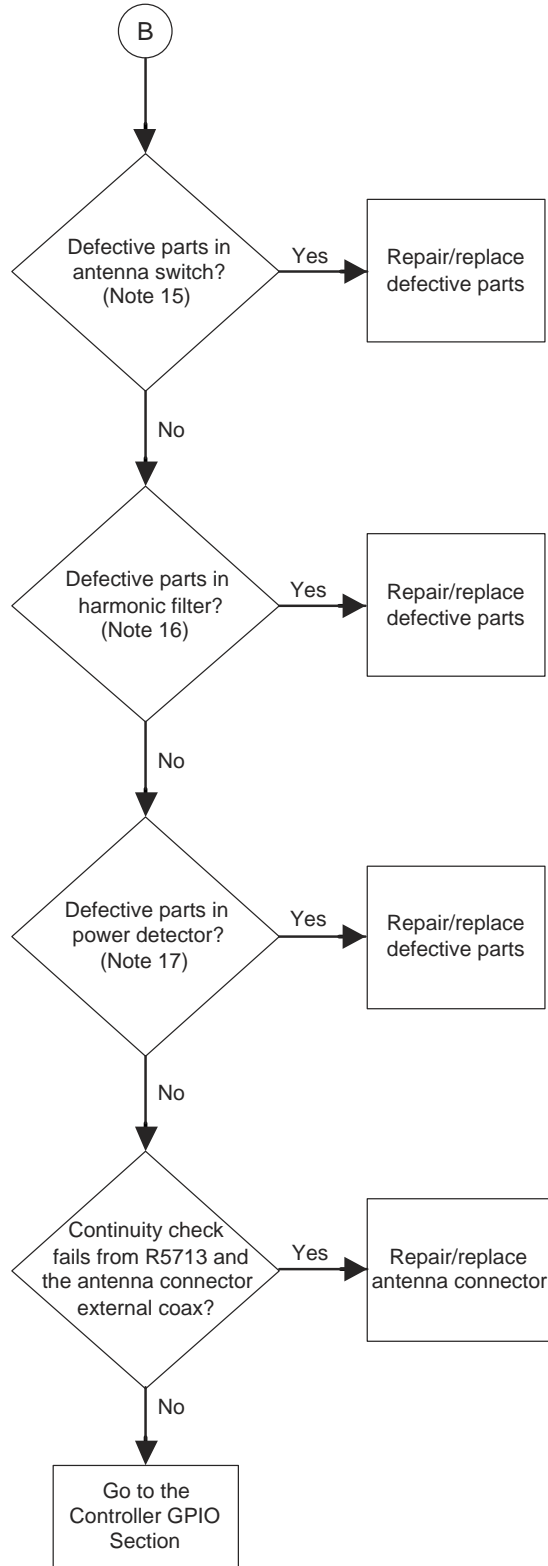 B
Defective parts in
antenna switch?
(Note 15)
Yes
Repair/replace
defective parts
No
Defective parts in
harmonic filter?
(Note 16)
Yes
Repair/replace
defective parts
No
Defective parts in
power detector?
(Note 17)
Yes
Repair/replace
defective parts
No
Continuity check
fails from R5713 and
the antenna connector
external coax?
Yes
Repair/replace
antenna connector
No
Go to the
Controller GPIO
Section